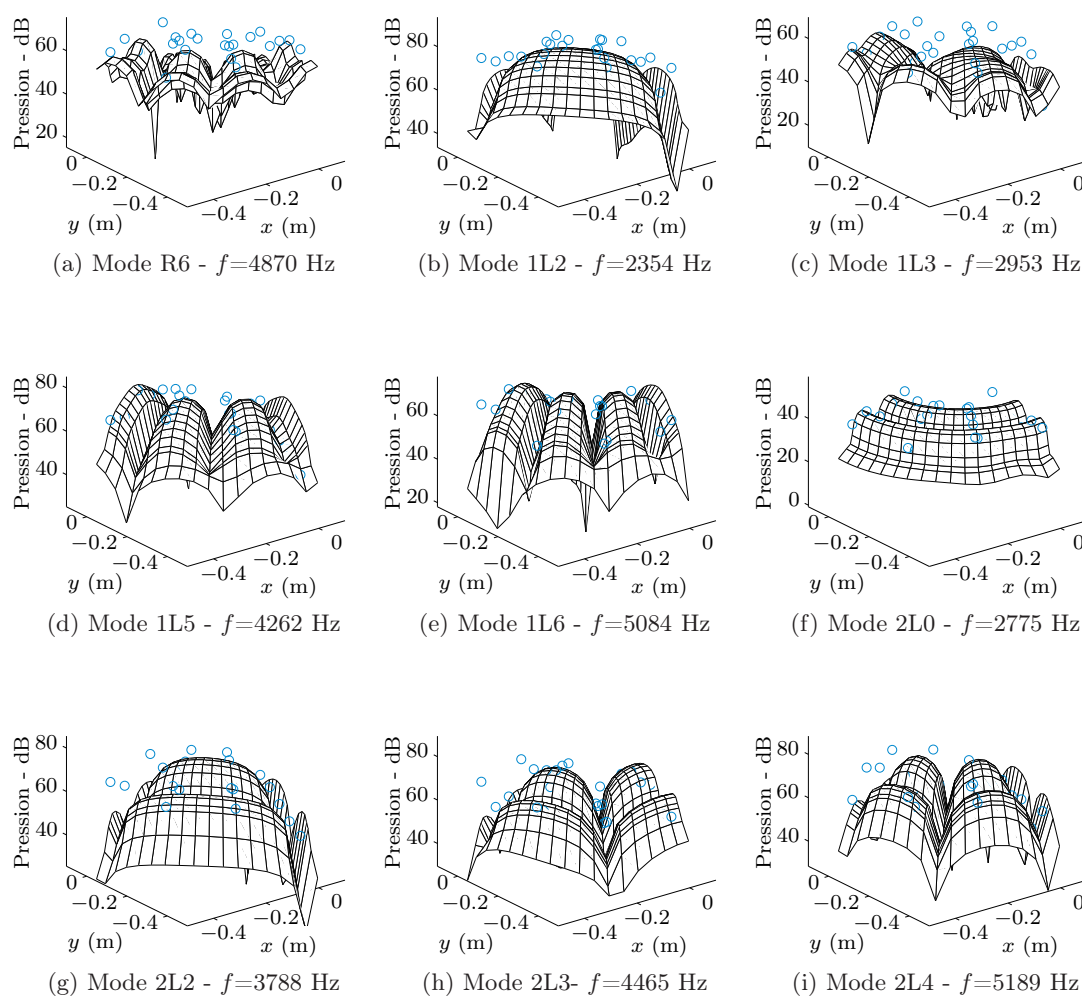 Pression - dB
60
40
20
0
−0.2
−0.4
y (m)
−0.4
−0.2
0
x (m)
(a) Mode R6 - f=4870 Hz
Pression - dB
80
60
40
0
−0.2
−0.4
y (m)
−0.4
−0.2
0
x (m)
(b) Mode 1L2 - f=2354 Hz
Pression - dB
60
40
20
0
−0.2
−0.4
y (m)
−0.4
−0.2
0
x (m)
(c) Mode 1L3 - f=2953 Hz
Pression - dB
80
60
40
0
−0.2
−0.4
y (m)
−0.4
−0.2
0
x (m)
(d) Mode 1L5 - f=4262 Hz
Pression - dB
60
40
20
0
−0.2
−0.4
y (m)
−0.4
−0.2
0
x (m)
(e) Mode 1L6 - f=5084 Hz
Pression - dB
40
20
0
0
−0.2
−0.4
y (m)
−0.4
−0.2
0
x (m)
(f) Mode 2L0 - f=2775 Hz
Pression - dB
80
60
40
0
−0.2
−0.4
y (m)
−0.4
−0.2
0
x (m)
(g) Mode 2L2 - f=3788 Hz
Pression - dB
80
60
40
0
−0.2
−0.4
y (m)
−0.4
−0.2
0
x (m)
(h) Mode 2L3- f=4465 Hz
Pression - dB
80
60
40
0
−0.2
−0.4
y (m)
−0.4
−0.2
0
x (m)
(i) Mode 2L4 - f=5189 Hz